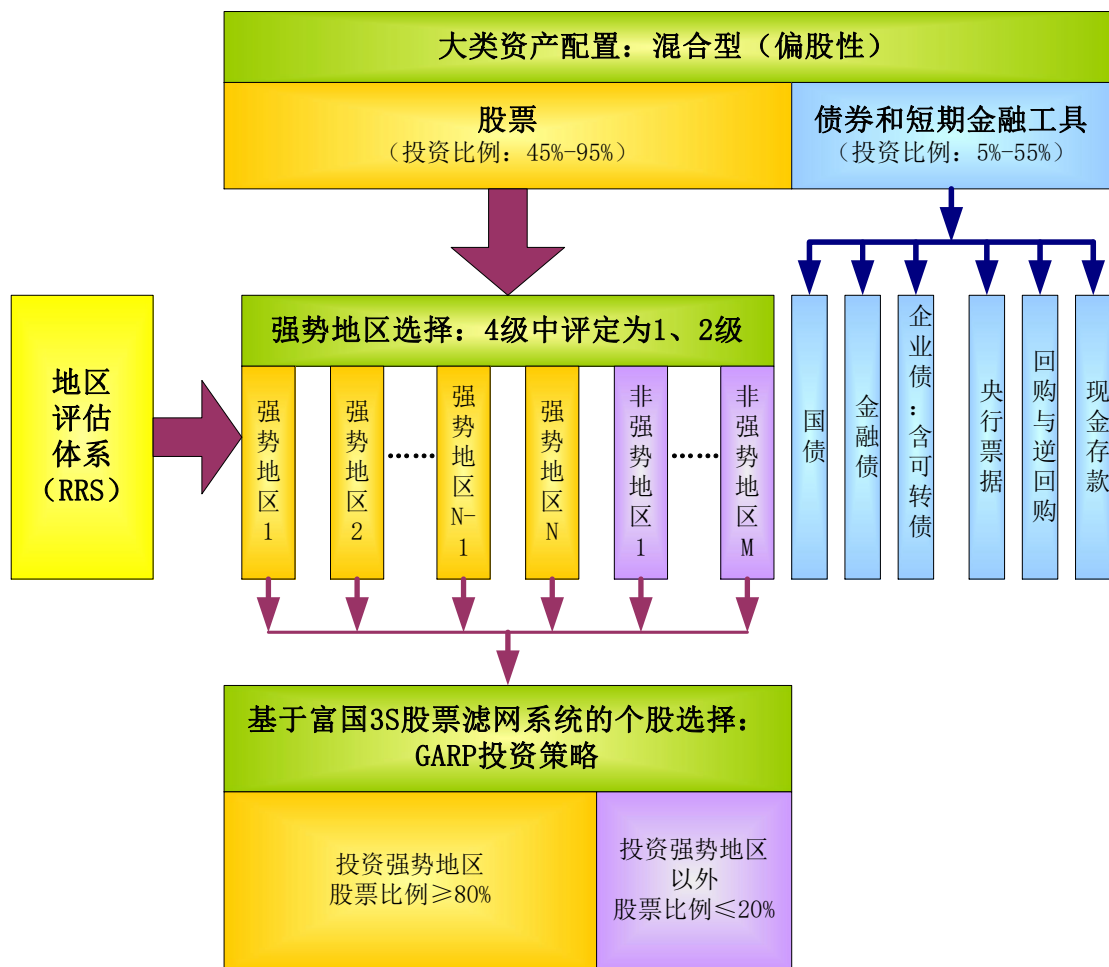 大类资产配置：混合型（偏股性）
股票
（投资比例：45%-95%）
债券和短期金融工具
（投资比例：5%-55%）
地区
评估
体系
（RRS）
强势地区选择：4级中评定为1、2级
强势地区1
强势地区2
……
强势地区N-1
强势地区N
非强势地区1
……
非强势地区M
国债
金融债
企业债：含可转债
央行票据
回购与逆回购
现金存款
基于富国3S股票滤网系统的个股选择：
GARP投资策略
投资强势地区
股票比例≥80%
投资强势地区
以外
股票比例≤20%